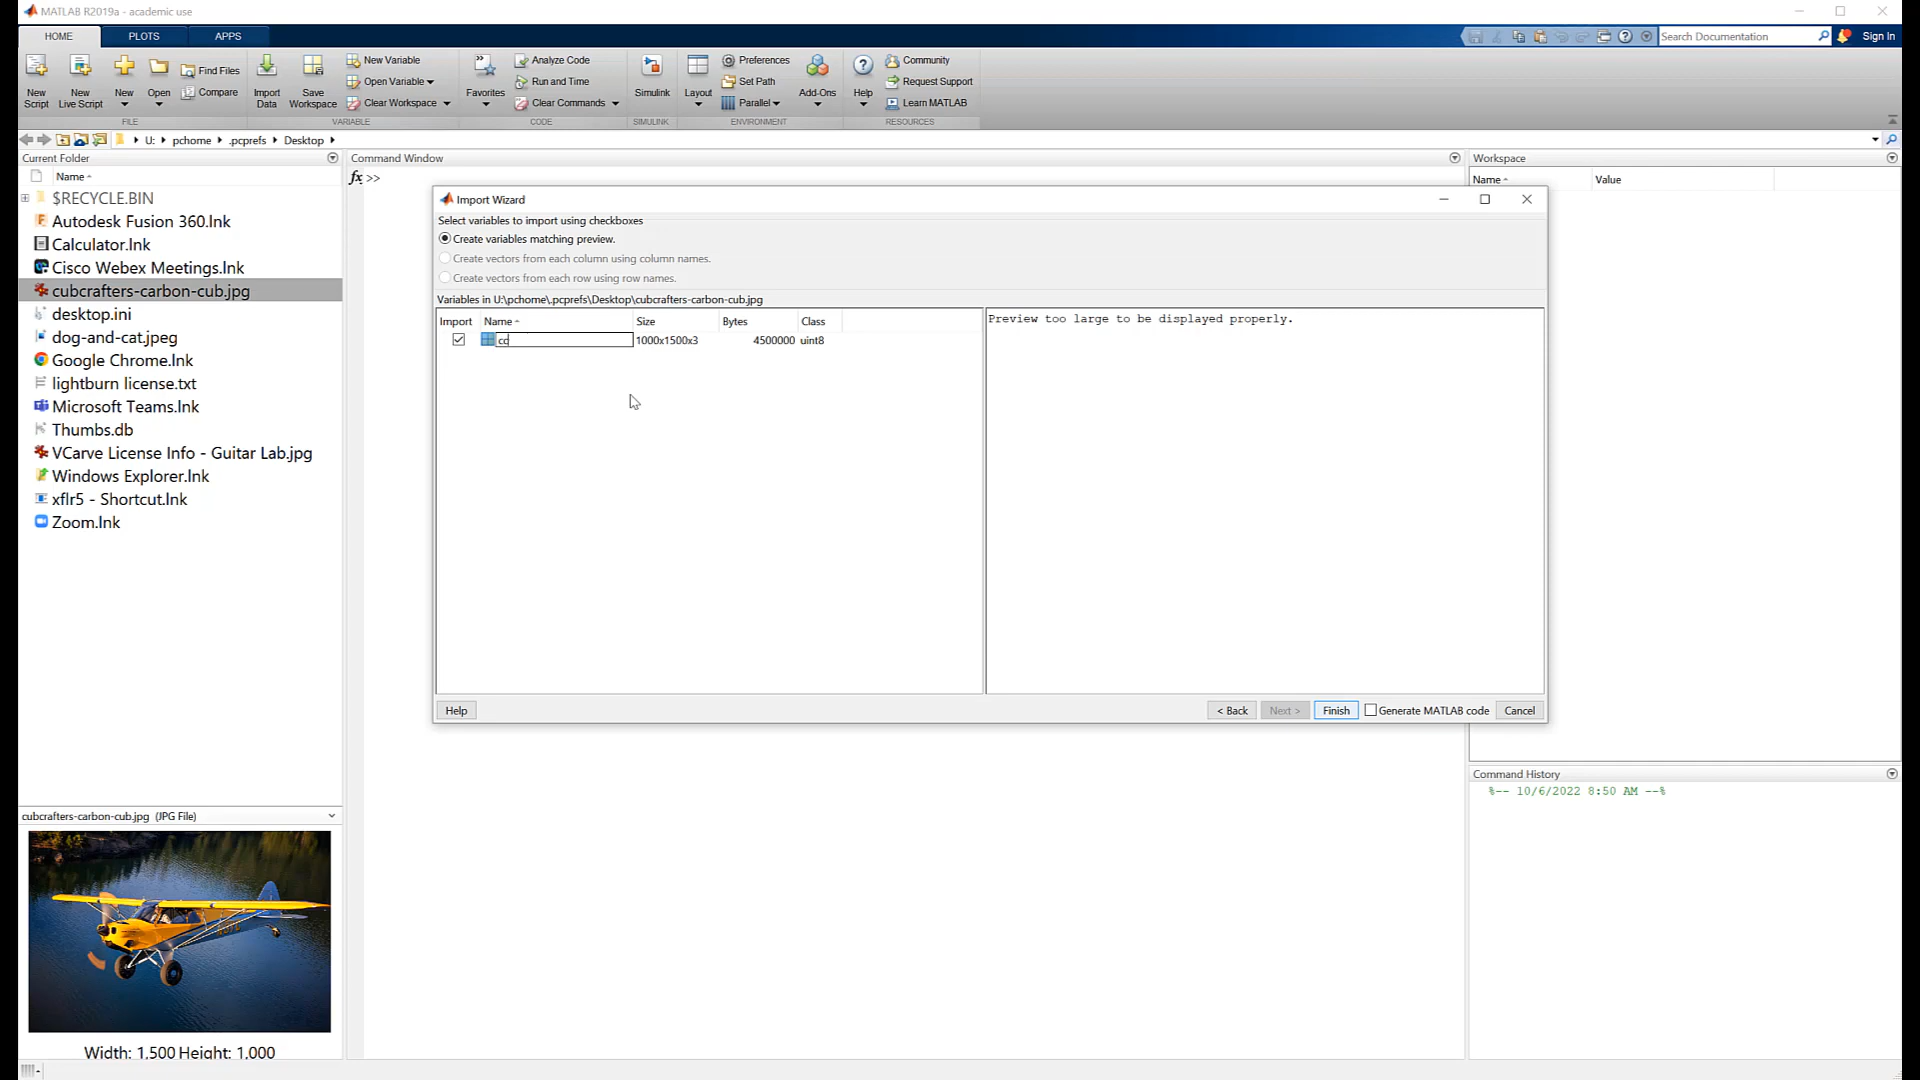 MATLAB R2019a - academic use
HOME PLOTS APPS
Search Documentation Sign In
New Script
New Live Script
New
Open
Find Files
Compare
Import Data
Save Workspace
New Variable
Open Variable
Clear Workspace
Favorites
Analyze Code
Run and Time
Clear Commands
Simulink
Layout
Preferences
Set Path
Parallel
Add-Ons
Help
Community
Request Support
Learn MATLAB
FILE VARIABLE CODE SIMULINK ENVIRONMENT RESOURCES
U: pchome .pcprefs Desktop
Current Folder
Name
$RECYCLE.BIN
Autodesk Fusion 360.lnk
Calculator.lnk
Cisco Webex Meetings.lnk
cubcrafters-carbon-cub.jpg
desktop.ini
dog-and-cat.jpeg
Google Chrome.lnk
lightburn license.txt
Microsoft Teams.lnk
Thumbs.db
VCarve License Info - Guitar Lab.jpg
Windows Explorer.lnk
xflr5 - Shortcut.lnk
Zoom.lnk
cubcrafters-carbon-cub.jpg (JPG File)
Width: 1,500 Height: 1,000
Command Window
fx >>
Import Wizard
Select variables to import using checkboxes
Create variables matching preview.
Create vectors from each column using column names.
Create vectors from each row using row names.
Variables in U:\pchome\.pcprefs\Desktop\cubcrafters-carbon-cub.jpg
Import Name Size Bytes Class
cc 1000x1500x3 4500000 uint8
Preview too large to be displayed properly.
Help < Back Next > Finish Generate MATLAB code Cancel
Workspace
Name Value
Command History
%-- 10/6/2022 8:50 AM --%